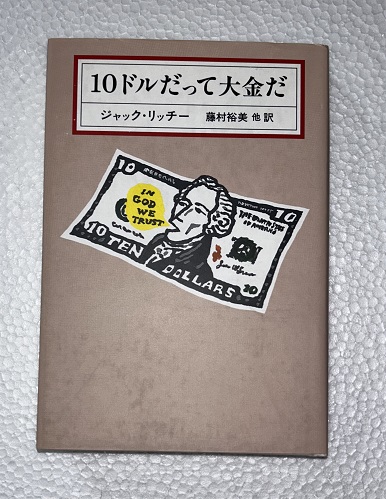 10ドルだって大金だ
ジャック・リッチー 藤村裕美 他 訳
10
10
IN
GOD
WE
TRUST
THE UNITED STATES
OF AMERICA
TEN
10 TEN DOLLARS 10